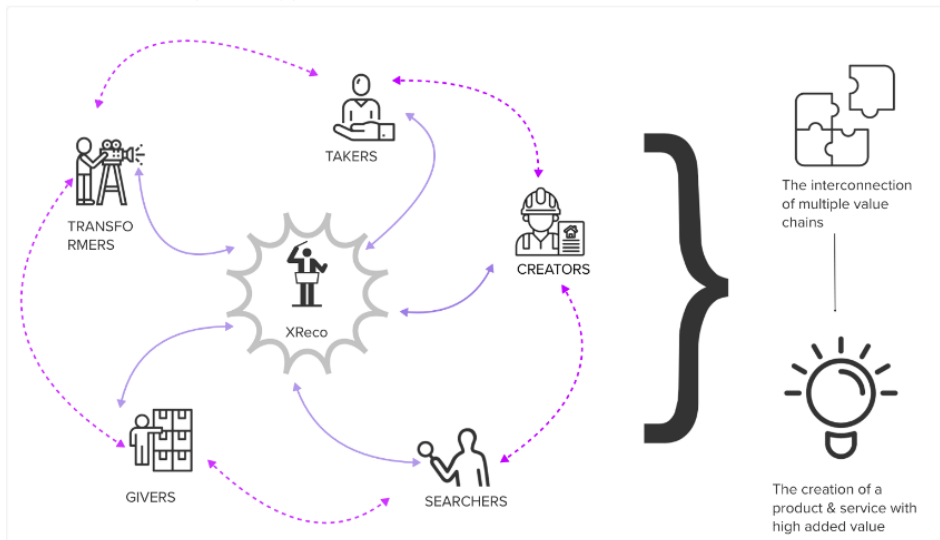 TAKERS
TRANSFO
RMERS
CREATORS
XReco
GIVERS
SEARCHERS
The interconnection
of multiple value
chains
The creation of a
product & service with
high added value